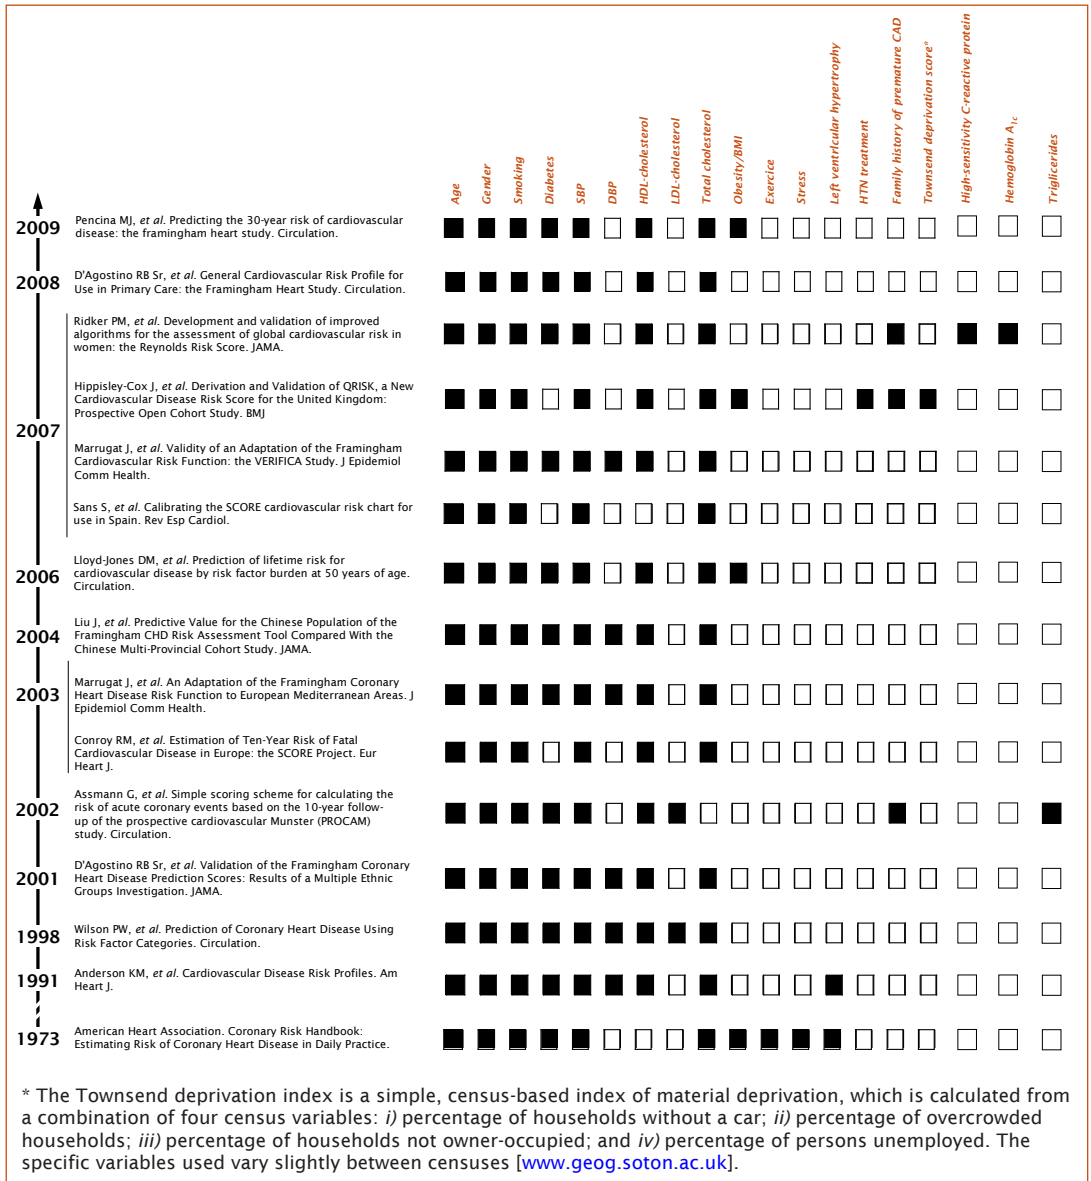 Age
Gender
Smoking
Diabetes
SBP
DBP
HDL-cholesterol
LDL-cholesterol
Total cholesterol
Obesity/BMI
Exercice
Stress
Left ventricular hypertrophy
HTN treatment
Family history of premature CAD
Townsend deprivation score*
High-sensitivity C-reactive protein
Hemoglobin A1c
Triglicerides
2009
Pencina MJ, et al. Predicting the 30-year risk of cardiovascular
disease: the framingham heart study. Circulation.
2008
D'Agostino RB Sr, et al. General Cardiovascular Risk Profile for
Use in Primary Care: the Framingham Heart Study. Circulation.
2007
Ridker PM, et al. Development and validation of improved
algorithms for the assessment of global cardiovascular risk in
women: the Reynolds Risk Score. JAMA.
Hippisley-Cox J, et al. Derivation and Validation of QRISK, a New
Cardiovascular Disease Risk Score for the United Kingdom:
Prospective Open Cohort Study. BMJ
Marrugat J, et al. Validity of an Adaptation of the Framingham
Cardiovascular Risk Function: the VERIFICA Study. J Epidemiol
Comm Health.
Sans S, et al. Calibrating the SCORE cardiovascular risk chart for
use in Spain. Rev Esp Cardiol.
2006
Lloyd-Jones DM, et al. Prediction of lifetime risk for
cardiovascular disease by risk factor burden at 50 years of age.
Circulation.
2004
Liu J, et al. Predictive Value for the Chinese Population of the
Framingham CHD Risk Assessment Tool Compared With the
Chinese Multi-Provincial Cohort Study. JAMA.
2003
Marrugat J, et al. An Adaptation of the Framingham Coronary
Heart Disease Risk Function to European Mediterranean Areas. J
Epidemiol Comm Health.
Conroy RM, et al. Estimation of Ten-Year Risk of Fatal
Cardiovascular Disease in Europe: the SCORE Project. Eur
Heart J.
2002
Assmann G, et al. Simple scoring scheme for calculating the
risk of acute coronary events based on the 10-year follow-
up of the prospective cardiovascular Munster (PROCAM)
study. Circulation.
2001
D'Agostino RB Sr, et al. Validation of the Framingham Coronary
Heart Disease Prediction Scores: Results of a Multiple Ethnic
Groups Investigation. JAMA.
1998
Wilson PW, et al. Prediction of Coronary Heart Disease Using
Risk Factor Categories. Circulation.
1991
Anderson KM, et al. Cardiovascular Disease Risk Profiles. Am
Heart J.
1973
American Heart Association. Coronary Risk Handbook:
Estimating Risk of Coronary Heart Disease in Daily Practice.
* The Townsend deprivation index is a simple, census-based index of material deprivation, which is calculated from
a combination of four census variables: i) percentage of households without a car; ii) percentage of overcrowded
households; iii) percentage of households not owner-occupied; and iv) percentage of persons unemployed. The
specific variables used vary slightly between censuses [www.geog.soton.ac.uk].